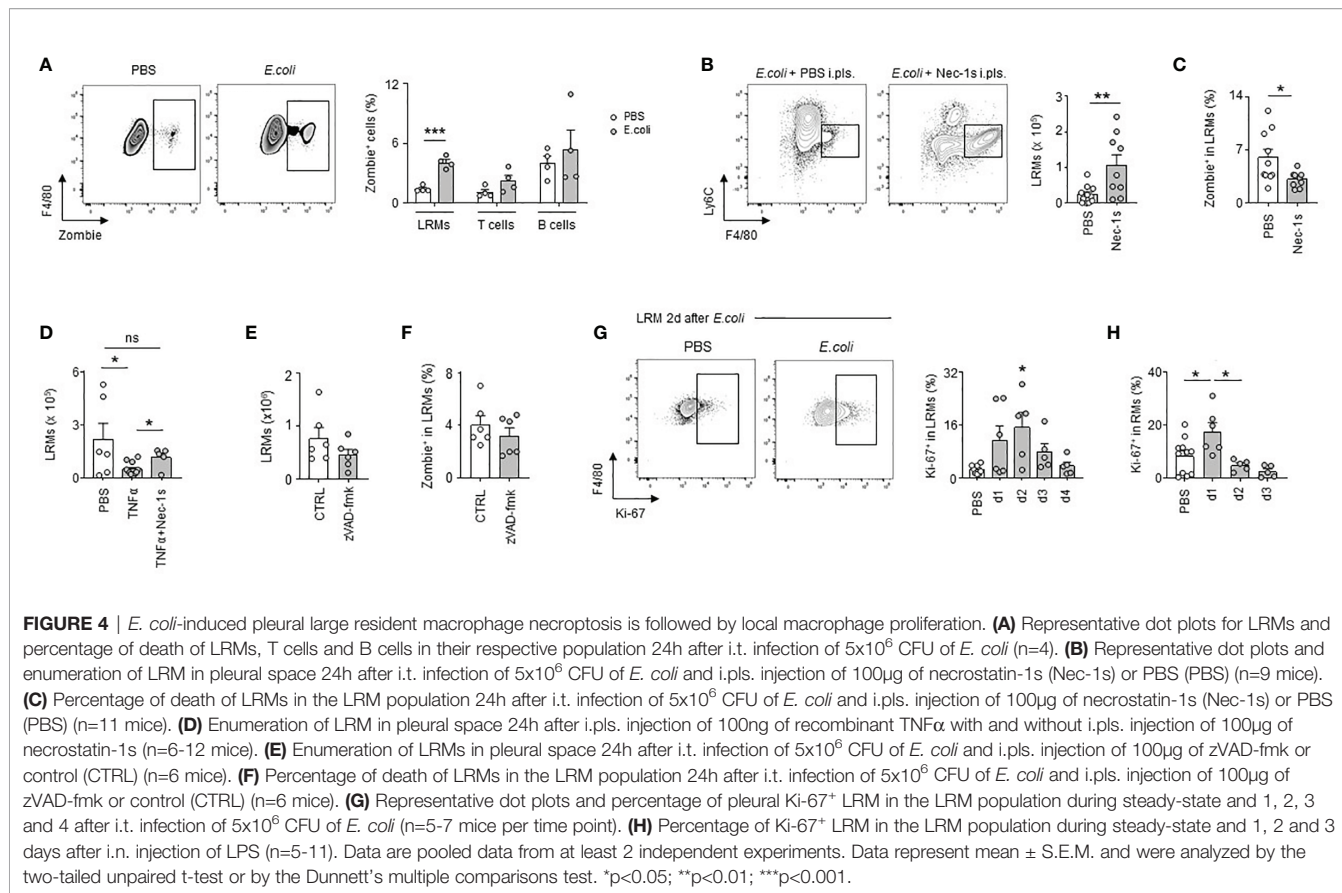 A
PBS
E.coli
F4/80
Zombie
Zombie+ cells (%)
12
6
0
***
PBS
E.coli
LRMs
T cells
B cells
B
E.coli + PBS i.pls.
E.coli + Nec-1s i.pls.
Ly6C
F4/80
LRMs (x 10⁵)
3
2
1
0
**
PBS
Nec-1s
C
Zombie+ in LRMs (%)
14
7
0
*
PBS
Nec-1s
D
LRMs (x 10⁵)
6
3
0
ns
*
*
PBS
TNFα
TNFα+Nec-1s
E
2
1
0
CTRL
zVAD-fmk
F
Zombie+ in LRMs (%)
8
4
0
CTRL
zVAD-fmk
G
LRM 2d after E.coli
PBS
E.coli
F4/80
Ki-67
Ki-67+ in LRMs (%)
32
16
0
*
PBS
d1
d2
d3
d4
H
Ki-67+ in RMs (%)
40
20
0
*
*
PBS
d1
d2
d3
FIGURE 4 | E. coli-induced pleural large resident macrophage necroptosis is followed by local macrophage proliferation. (A) Representative dot plots for LRMs and
percentage of death of LRMs, T cells and B cells in their respective population 24h after i.t. infection of 5x10⁶ CFU of E. coli (n=4). (B) Representative dot plots and
enumeration of LRM in pleural space 24h after i.t. infection of 5x10⁶ CFU of E. coli and i.pls. injection of 100µg of necrostatin-1s (Nec-1s) or PBS (PBS) (n=9 mice).
(C) Percentage of death of LRMs in the LRM population 24h after i.t. infection of 5x10⁶ CFU of E. coli and i.pls. injection of 100µg of necrostatin-1s (Nec-1s) or PBS
(PBS) (n=11 mice). (D) Enumeration of LRM in pleural space 24h after i.pls. injection of 100ng of recombinant TNFα with and without i.pls. injection of 100µg of
necrostatin-1s (n=6-12 mice). (E) Enumeration of LRMs in pleural space 24h after i.t. infection of 5x10⁶ CFU of E. coli and i.pls. injection of 100µg of zVAD-fmk or
control (CTRL) (n=6 mice). (F) Percentage of death of LRMs in the LRM population 24h after i.t. infection of 5x10⁶ CFU of E. coli and i.pls. injection of 100µg of
zVAD-fmk or control (CTRL) (n=6 mice). (G) Representative dot plots and percentage of pleural Ki-67⁺ LRM in the LRM population during steady-state and 1, 2, 3
and 4 after i.t. infection of 5x10⁶ CFU of E. coli (n=5-7 mice per time point). (H) Percentage of Ki-67⁺ LRM in the LRM population during steady-state and 1, 2 and 3
days after i.n. injection of LPS (n=5-11). Data are pooled data from at least 2 independent experiments. Data represent mean ± S.E.M. and were analyzed by the
two-tailed unpaired t-test or by the Dunnett's multiple comparisons test. *p<0.05; **p<0.01; ***p<0.001.